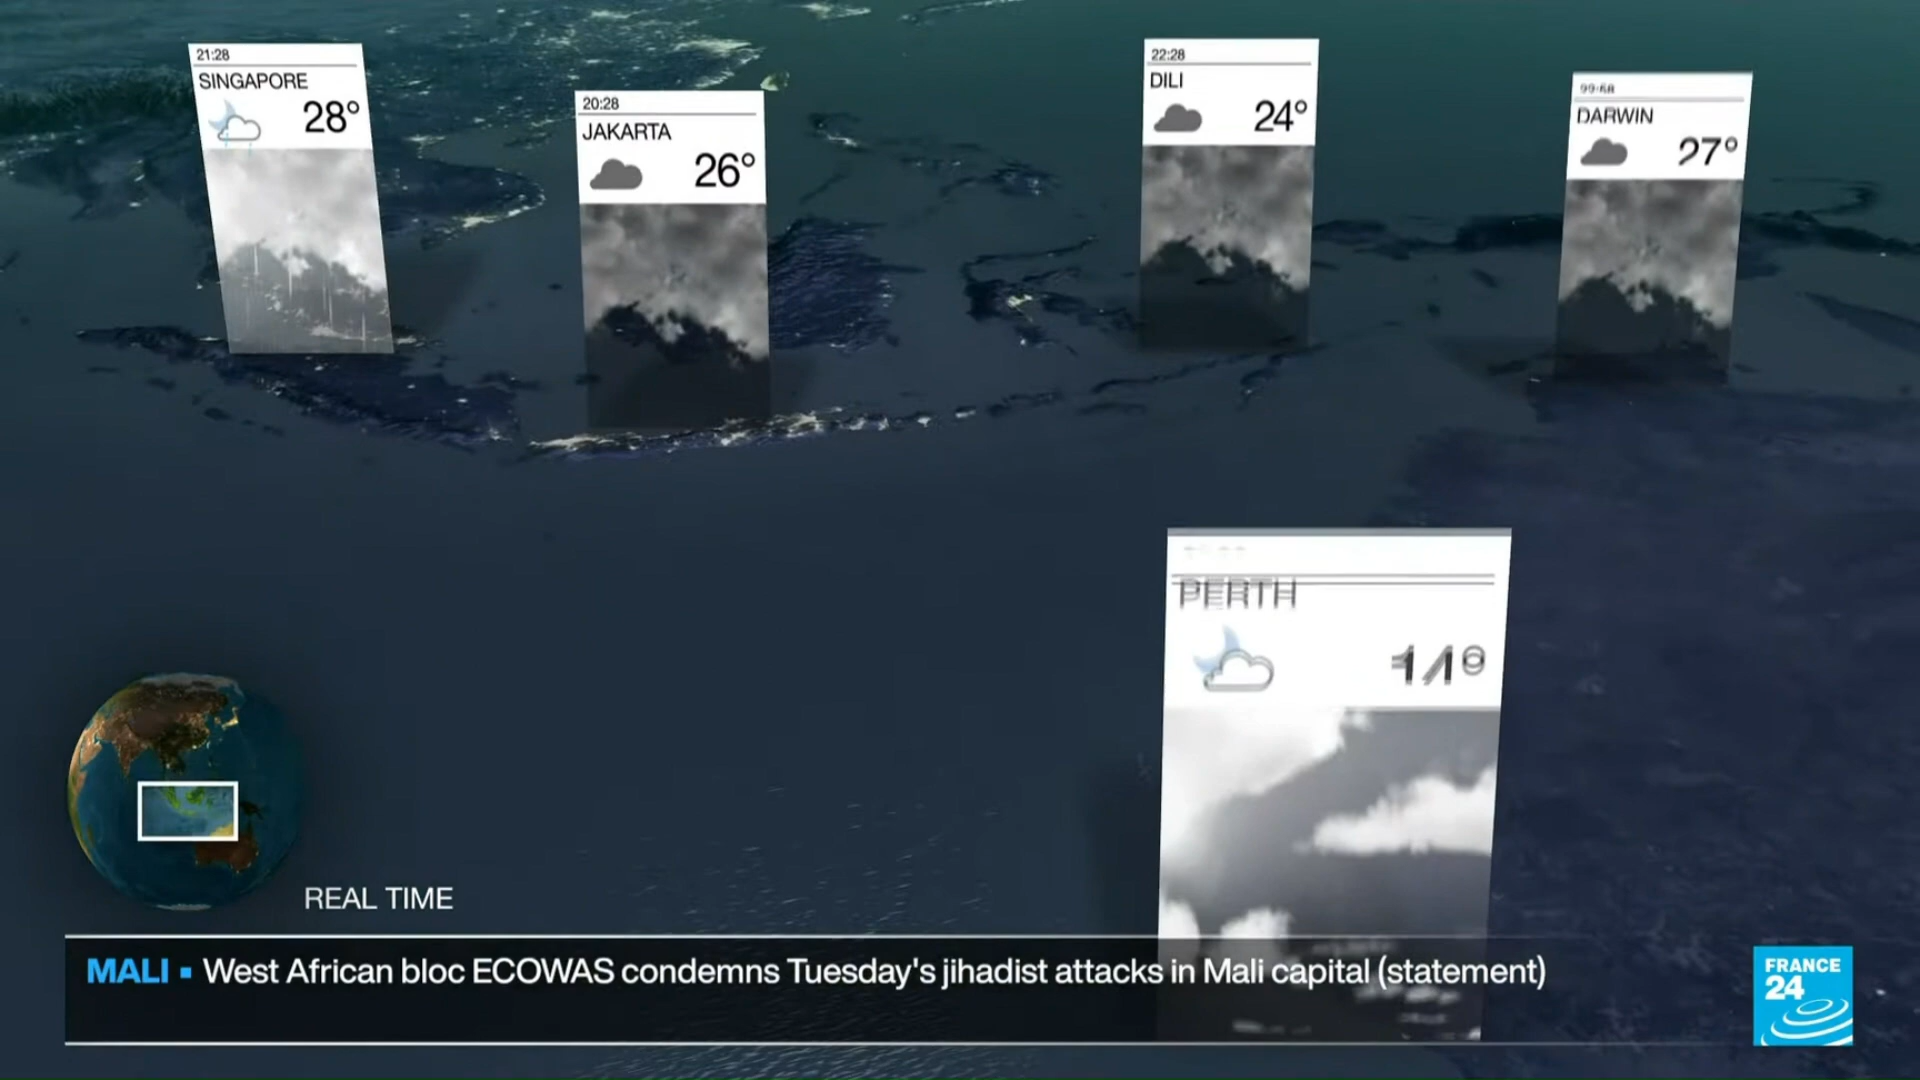 21:28
SINGAPORE
28°
20:28
JAKARTA
26°
22:28
DILI
24°
DARWIN
27°
PERTH
REAL TIME
MALI ▪ West African bloc ECOWAS condemns Tuesday's jihadist attacks in Mali capital (statement)
FRANCE
24